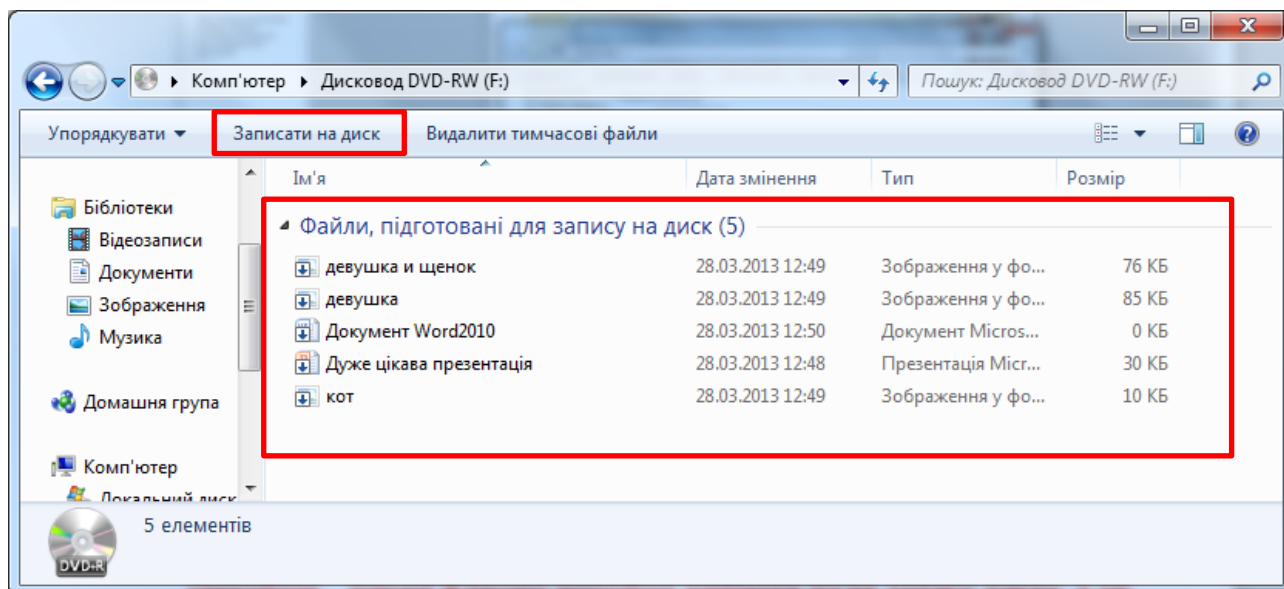 Комп'ютер ▸ Дисковод DVD-RW (F:)
Пошук: Дисковод DVD-RW (F:)
Упорядкувати Записати на диск Видалити тимчасові файли
Ім'я Дата змінення Тип Розмір
Бібліотеки
Відеозаписи
Документи
Зображення
Музика
Домашня група
Комп'ютер
Локальний диск
Файли, підготовані для запису на диск (5)
девушка и щенок 28.03.2013 12:49 Зображення у фо... 76 КБ
девушка 28.03.2013 12:49 Зображення у фо... 85 КБ
Документ Word2010 28.03.2013 12:50 Документ Micros... 0 КБ
Дуже цікава презентація 28.03.2013 12:48 Презентація Micr... 30 КБ
кот 28.03.2013 12:49 Зображення у фо... 10 КБ
5 елементів
DVD+R